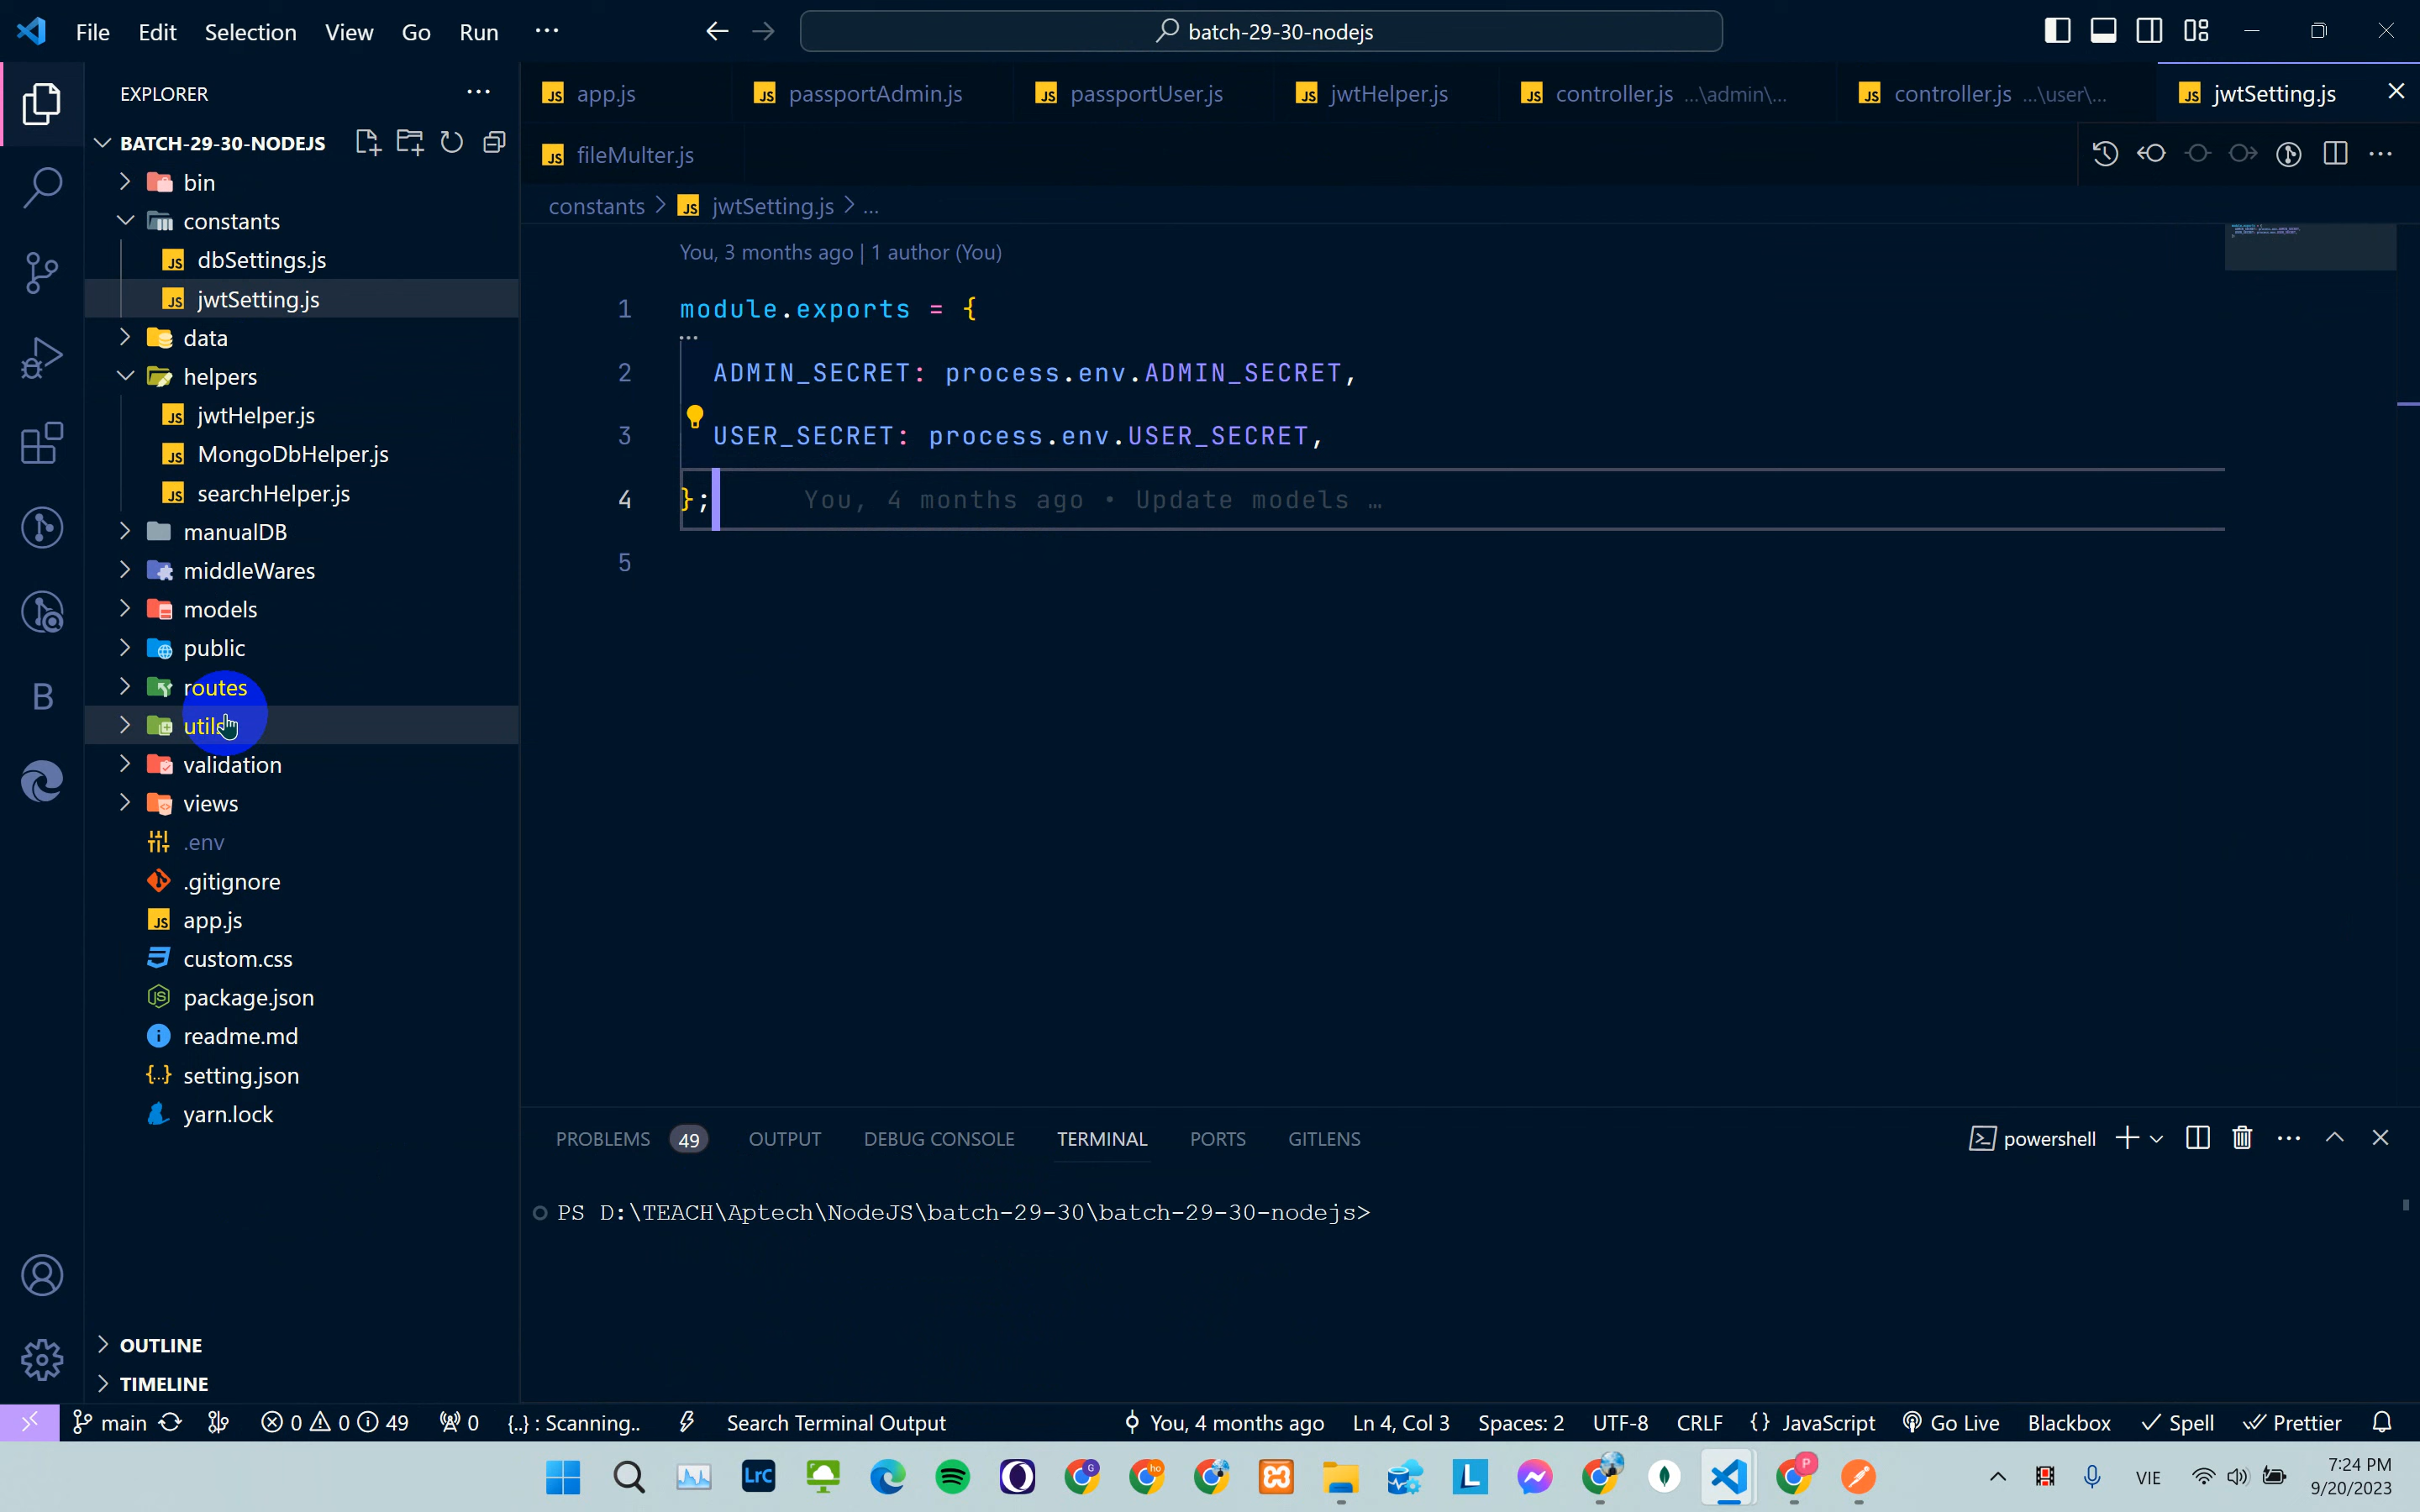 File Edit Selection View Go Run ...
batch-29-30-nodejs
EXPLORER
BATCH-29-30-NODEJS
bin
constants
dbSettings.js
jwtSetting.js
data
helpers
jwtHelper.js
MongoDbHelper.js
searchHelper.js
manualDB
middleWares
models
public
routes
utils
validation
views
.env
.gitignore
app.js
custom.css
package.json
readme.md
setting.json
yarn.lock
OUTLINE
TIMELINE
app.js passportAdmin.js passportUser.js jwtHelper.js controller.js ...\admin\... controller.js ...\user\... jwtSetting.js
fileMulter.js
constants > jwtSetting.js > ...
You, 3 months ago | 1 author (You)
1 module.exports = {
2 ADMIN_SECRET: process.env.ADMIN_SECRET,
3 USER_SECRET: process.env.USER_SECRET,
4 }; You, 4 months ago • Update models …
5
PROBLEMS 49 OUTPUT DEBUG CONSOLE TERMINAL PORTS GITLENS powershell
PS D:\TEACH\Aptech\NodeJS\batch-29-30\batch-29-30-nodejs>
main 0 0 49 0 {..} : Scanning.. Search Terminal Output You, 4 months ago Ln 4, Col 3 Spaces: 2 UTF-8 CRLF {} JavaScript Go Live Blackbox Spell Prettier
VIE 7:24 PM
9/20/2023